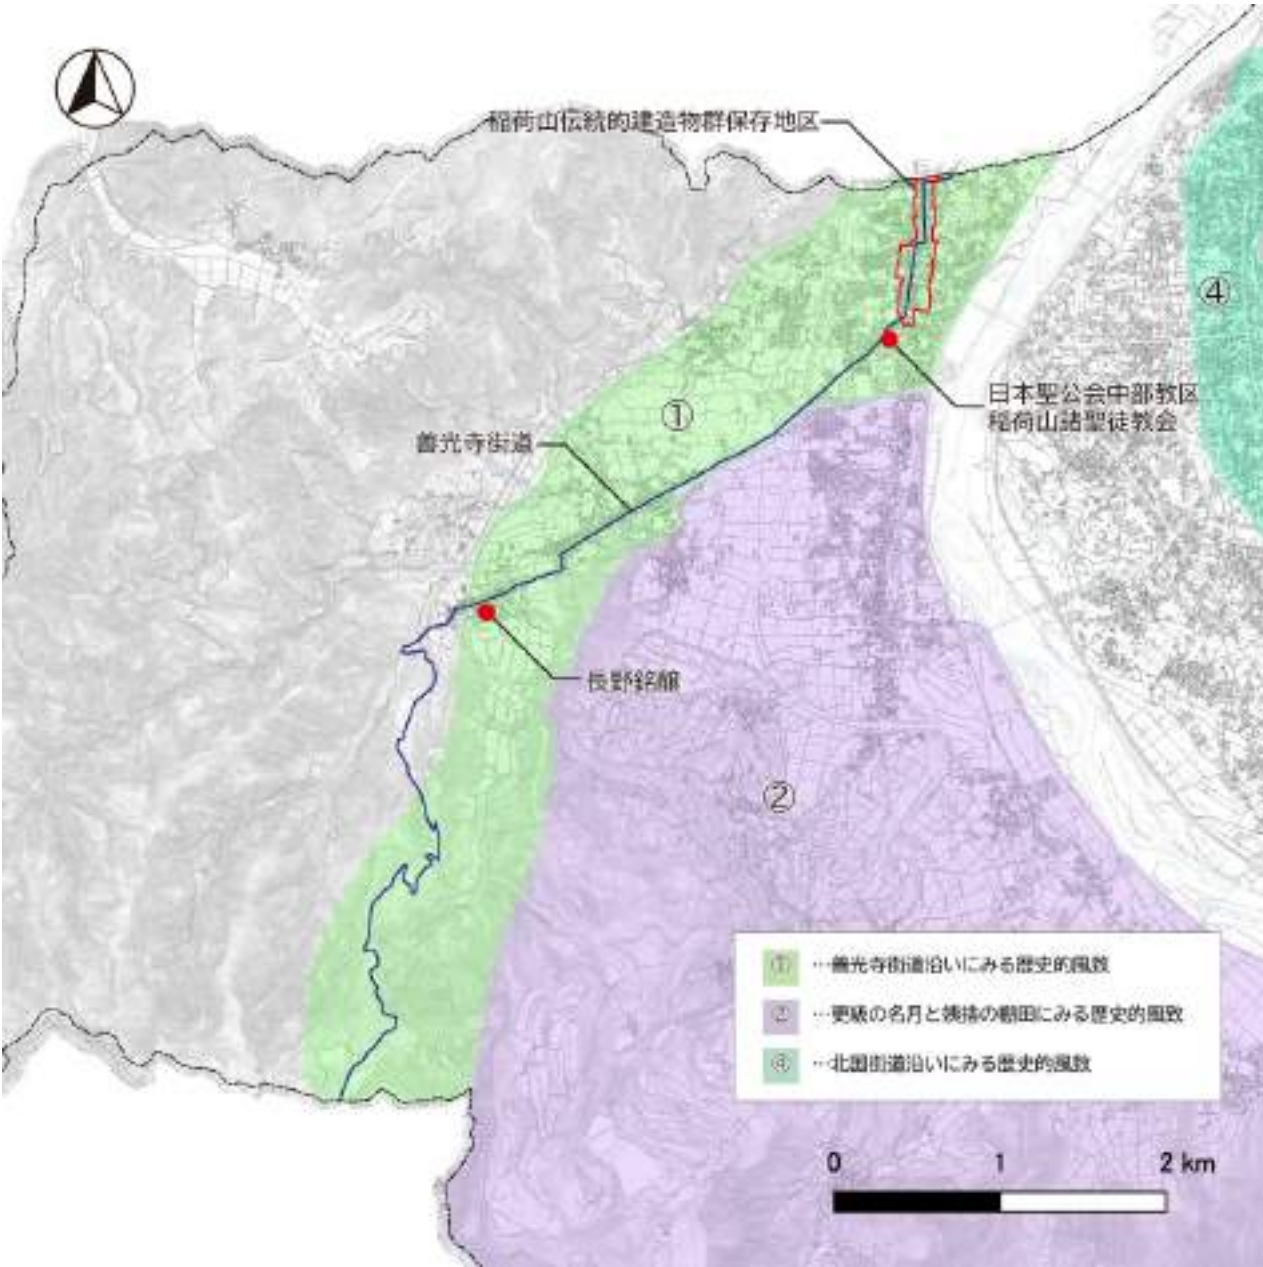 稲荷山伝統的建造物群保存地区
④
日本聖公会中部教区
稲荷山諸聖徒教会
①
善光寺街道
長野銘醸
②
① …善光寺街道沿いにみる歴史的風致
② …更級の名月と姨捨の棚田にみる歴史的風致
④ …北国街道沿いにみる歴史的風致
0 1 2 km